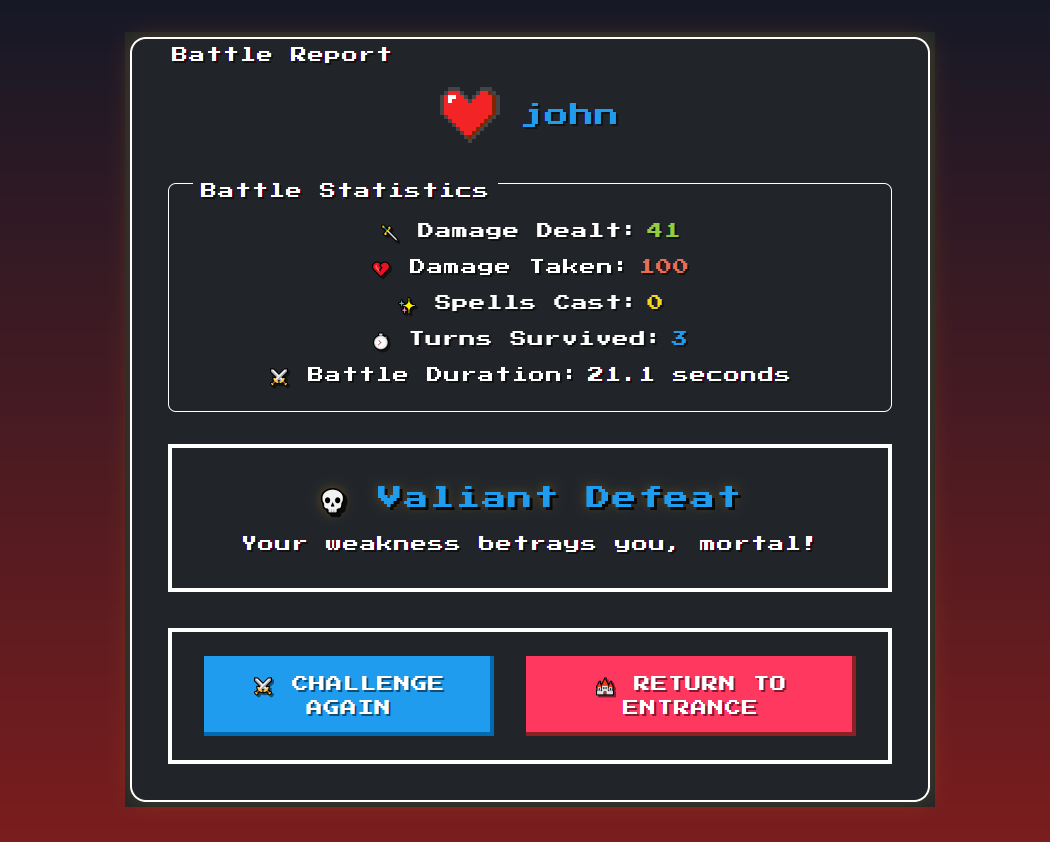 Battle Report
john
Battle Statistics
Damage Dealt: 41
Damage Taken: 100
Spells Cast: 0
Turns Survived: 3
Battle Duration: 21.1 seconds
Valiant Defeat
Your weakness betrays you, mortal!
CHALLENGE
AGAIN
RETURN TO
ENTRANCE